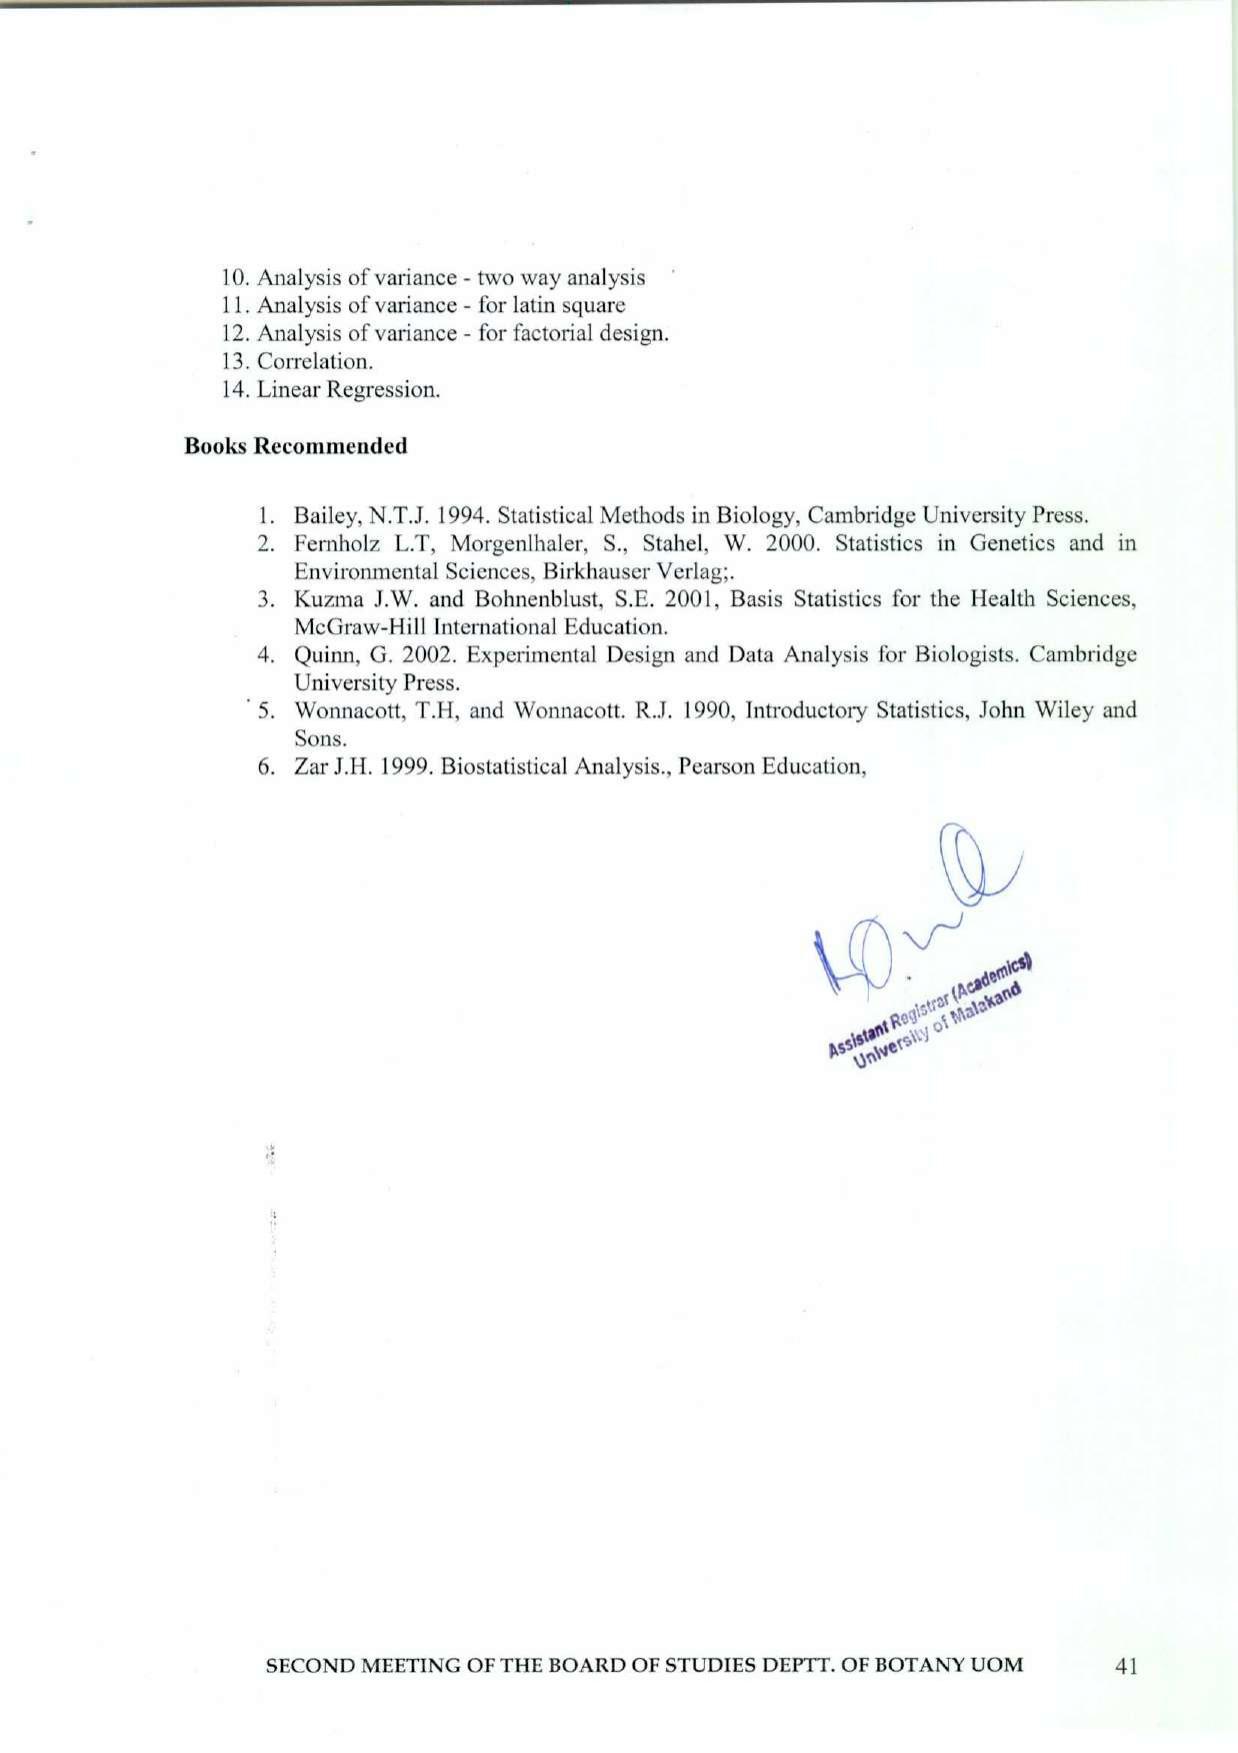 10. Analysis of variance - two way analysis
11. Analysis of variance - for latin square
12. Analysis of variance - for factorial design.
13. Correlation.
14. Linear Regression.
Books Recommended
1. Bailey, N.T.J. 1994. Statistical Methods in Biology, Cambridge University Press.
2. Fernholz L.T, Morgenlhaler, S., Stahel, W. 2000. Statistics in Genetics and in
Environmental Sciences, Birkhauser Verlag;.
3. Kuzma J.W. and Bohnenblust, S.E. 2001, Basis Statistics for the Health Sciences,
McGraw-Hill International Education.
4. Quinn, G. 2002. Experimental Design and Data Analysis for Biologists. Cambridge
University Press.
5. Wonnacott, T.H, and Wonnacott. R.J. 1990, Introductory Statistics, John Wiley and
Sons.
6. Zar J.H. 1999. Biostatistical Analysis., Pearson Education,
Assistant Registrar (Academics)
University of Malakand
SECOND MEETING OF THE BOARD OF STUDIES DEPTT. OF BOTANY UOM 41